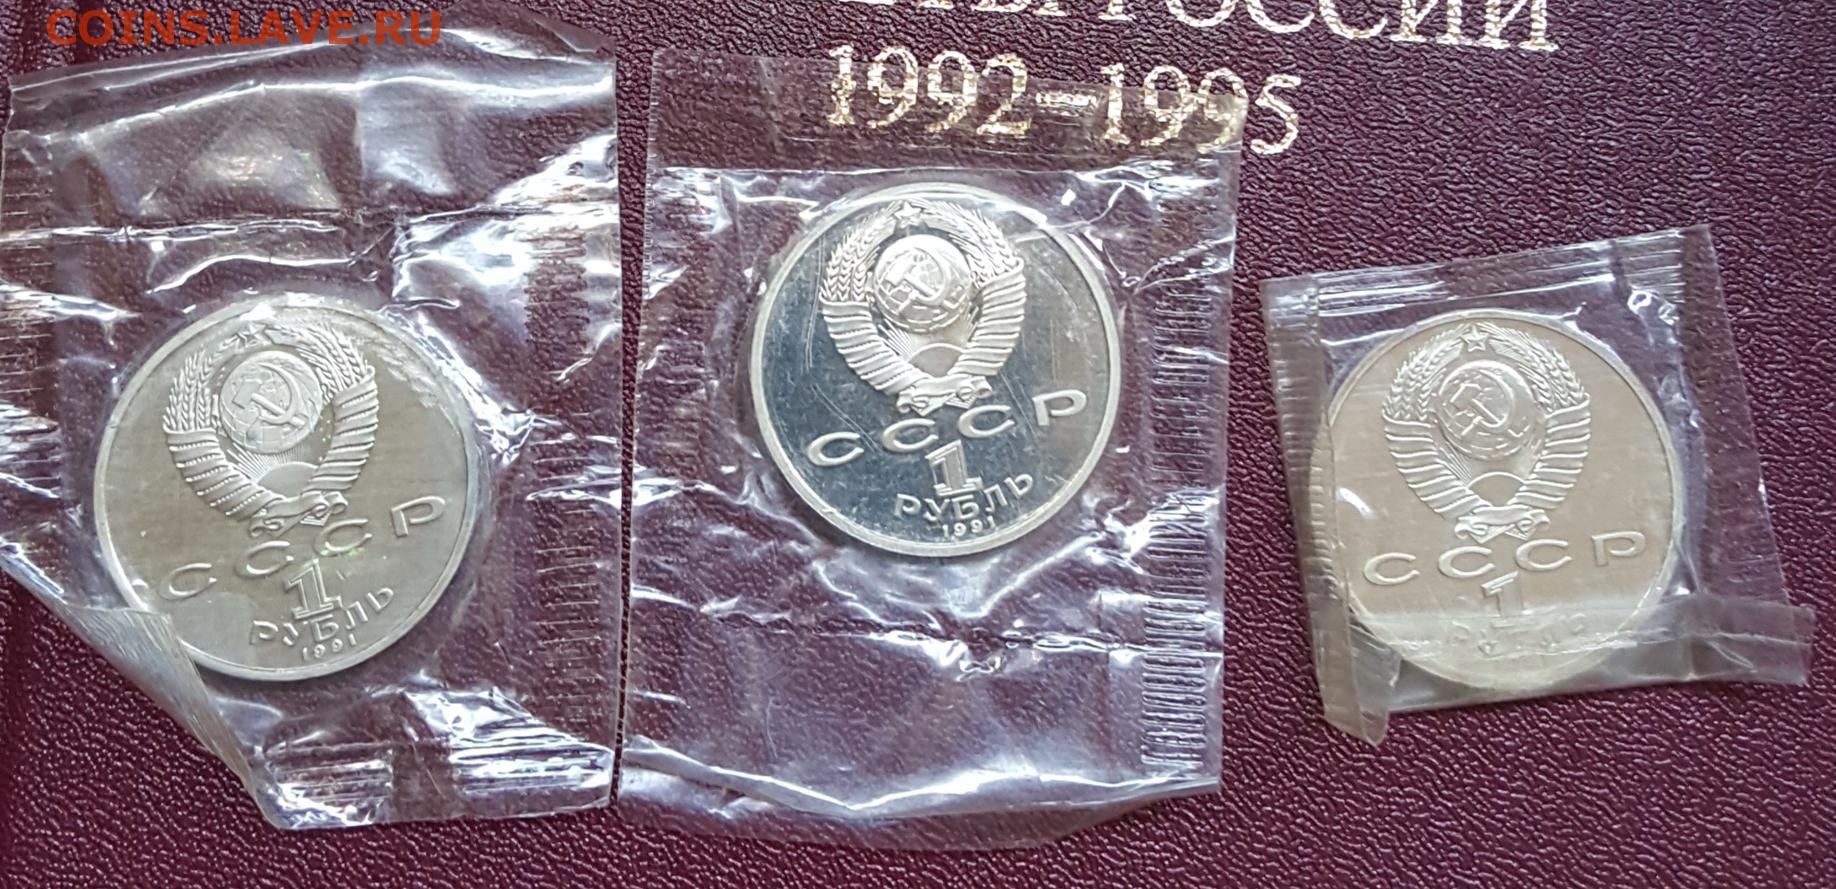 COINS.LAVE.RU
РОССИИ
1992-1995
СССР
1
РУБЛЬ
1991
СССР
1
РУБЛЬ
1991
СССР
1